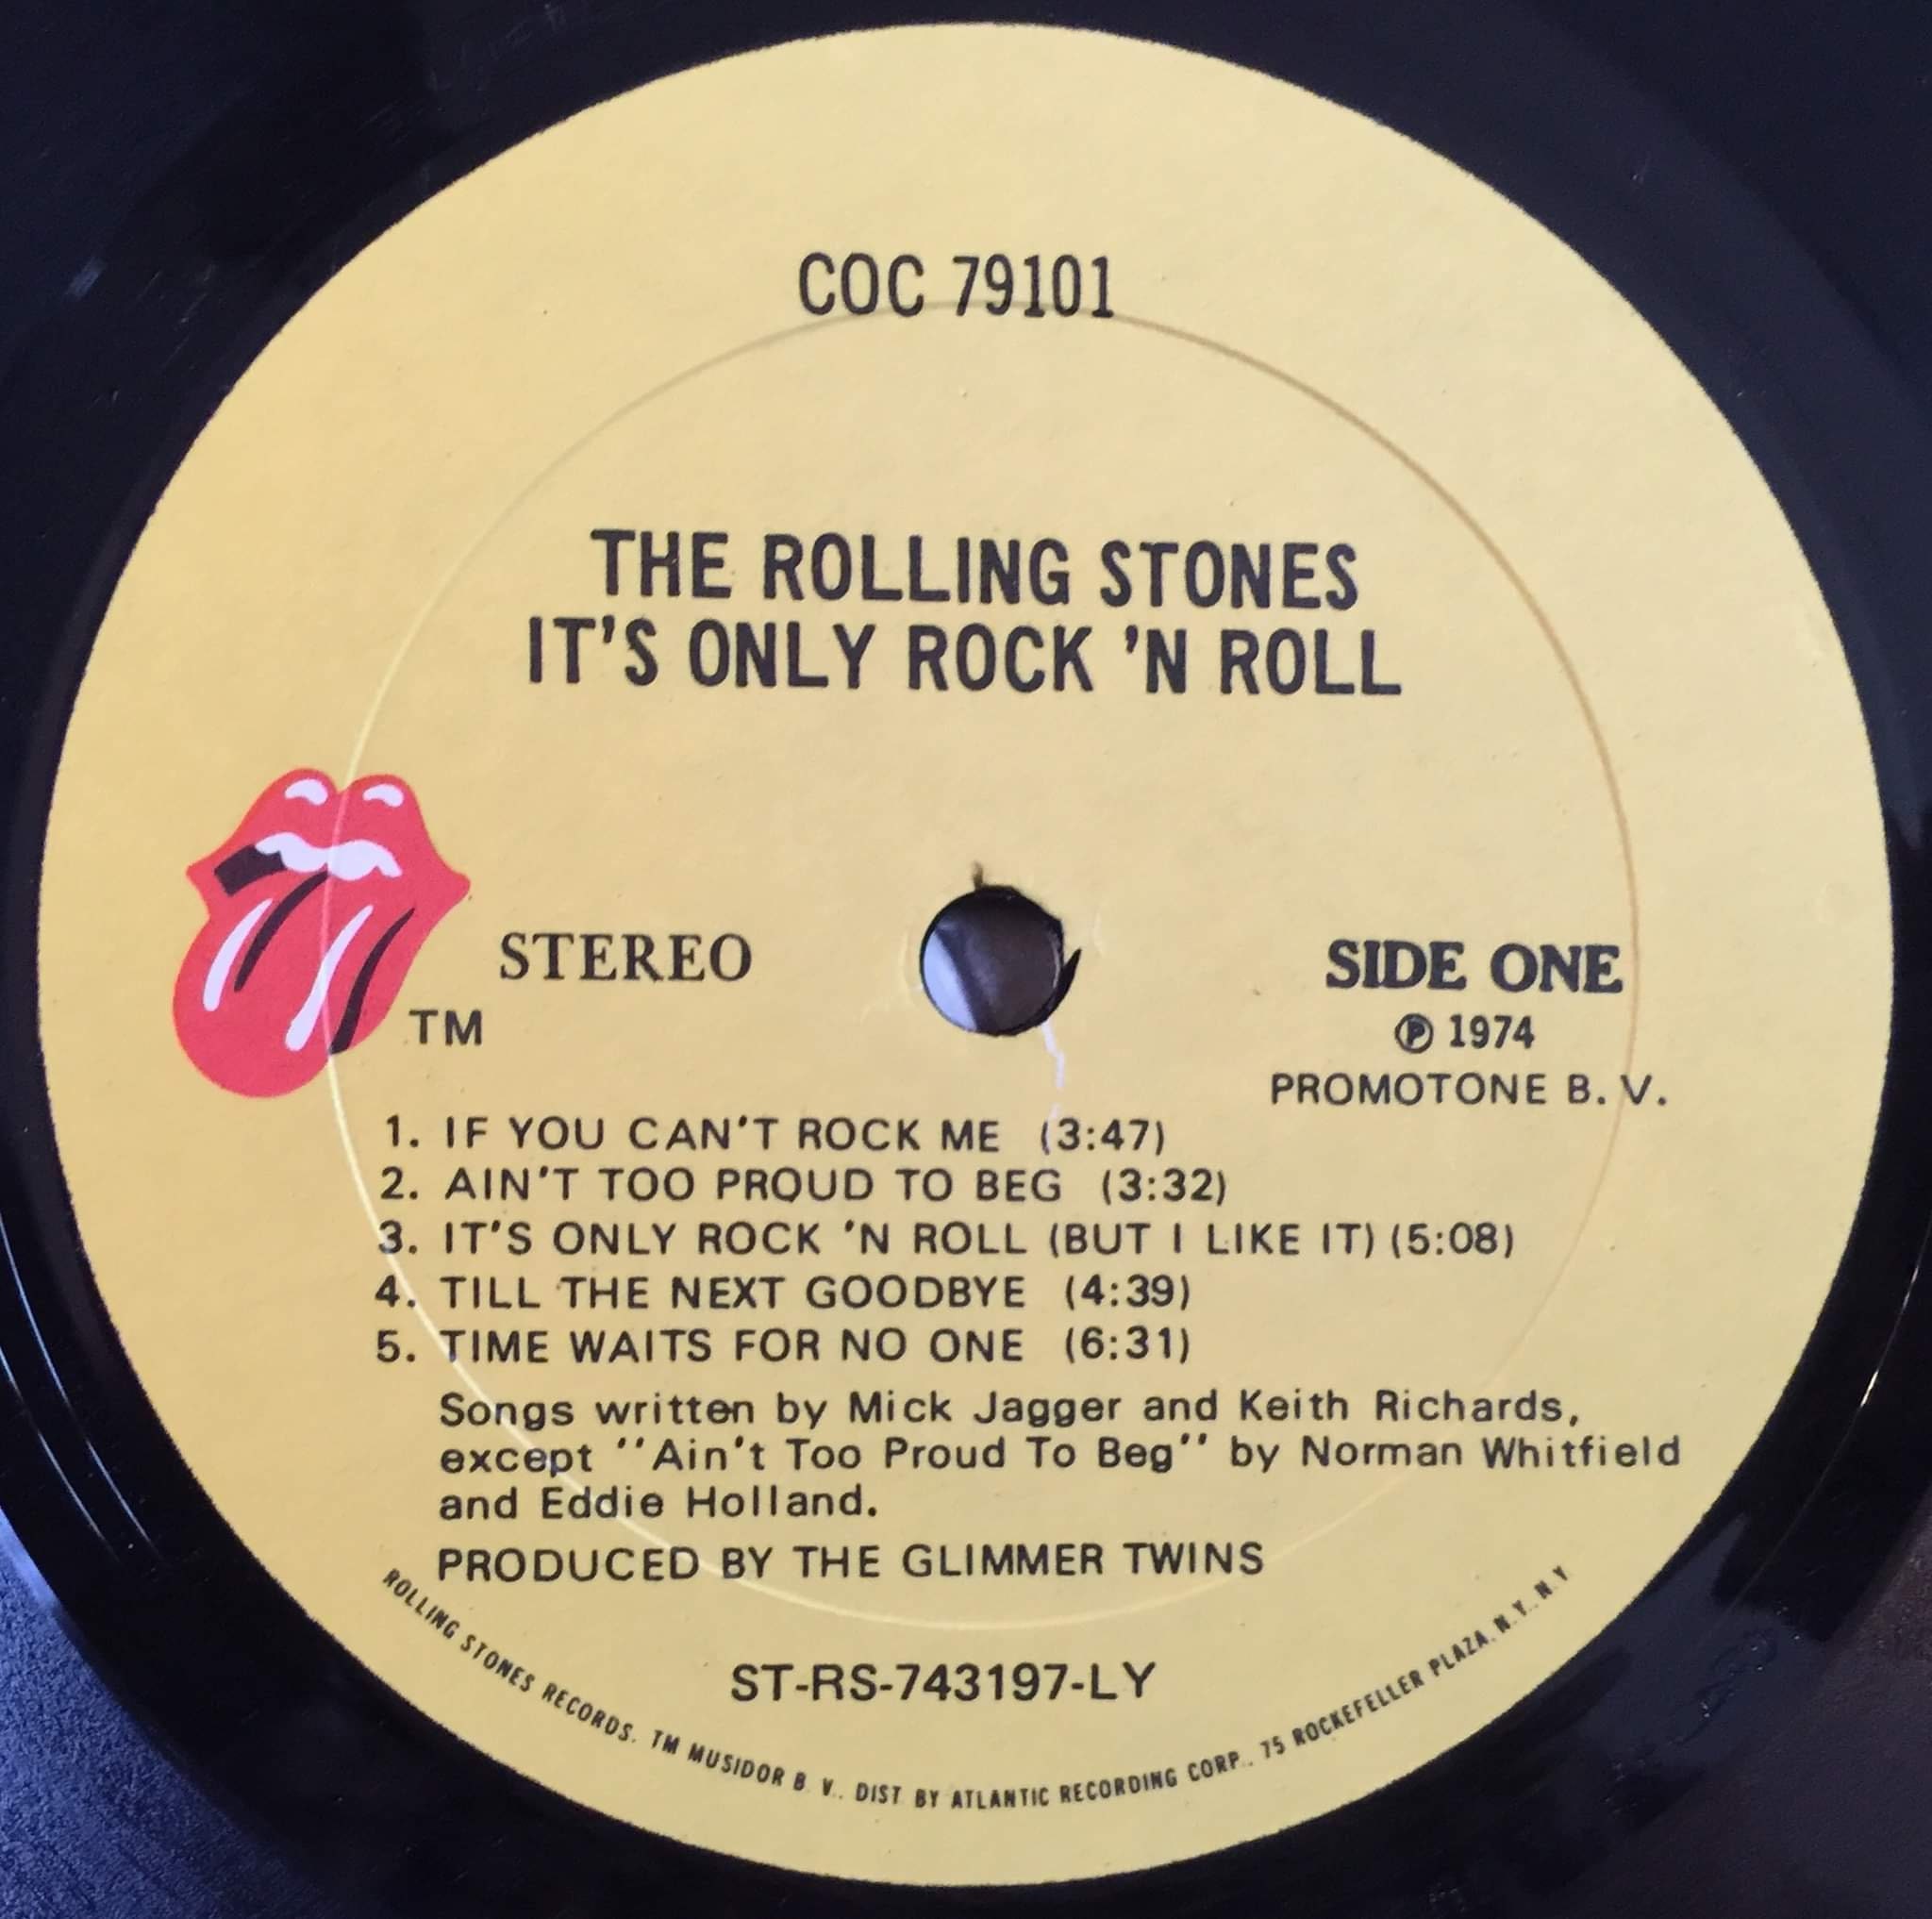 COC 79101
THE ROLLING STONES
IT'S ONLY ROCK 'N ROLL
STEREO
TM
SIDE ONE
Ⓟ 1974
PROMOTONE B. V.
1. IF YOU CAN'T ROCK ME (3:47)
2. AIN'T TOO PROUD TO BEG (3:32)
3. IT'S ONLY ROCK 'N ROLL (BUT I LIKE IT) (5:08)
4. TILL THE NEXT GOODBYE (4:39)
5. TIME WAITS FOR NO ONE (6:31)
Songs written by Mick Jagger and Keith Richards,
except ''Ain't Too Proud To Beg'' by Norman Whitfield
and Eddie Holland.
PRODUCED BY THE GLIMMER TWINS
ST-RS-743197-LY
ROLLING STONES RECORDS. TM MUSIDOR B. V.. DIST BY ATLANTIC RECORDING CORP.. 75 ROCKEFELLER PLAZA. N.Y.. N.Y